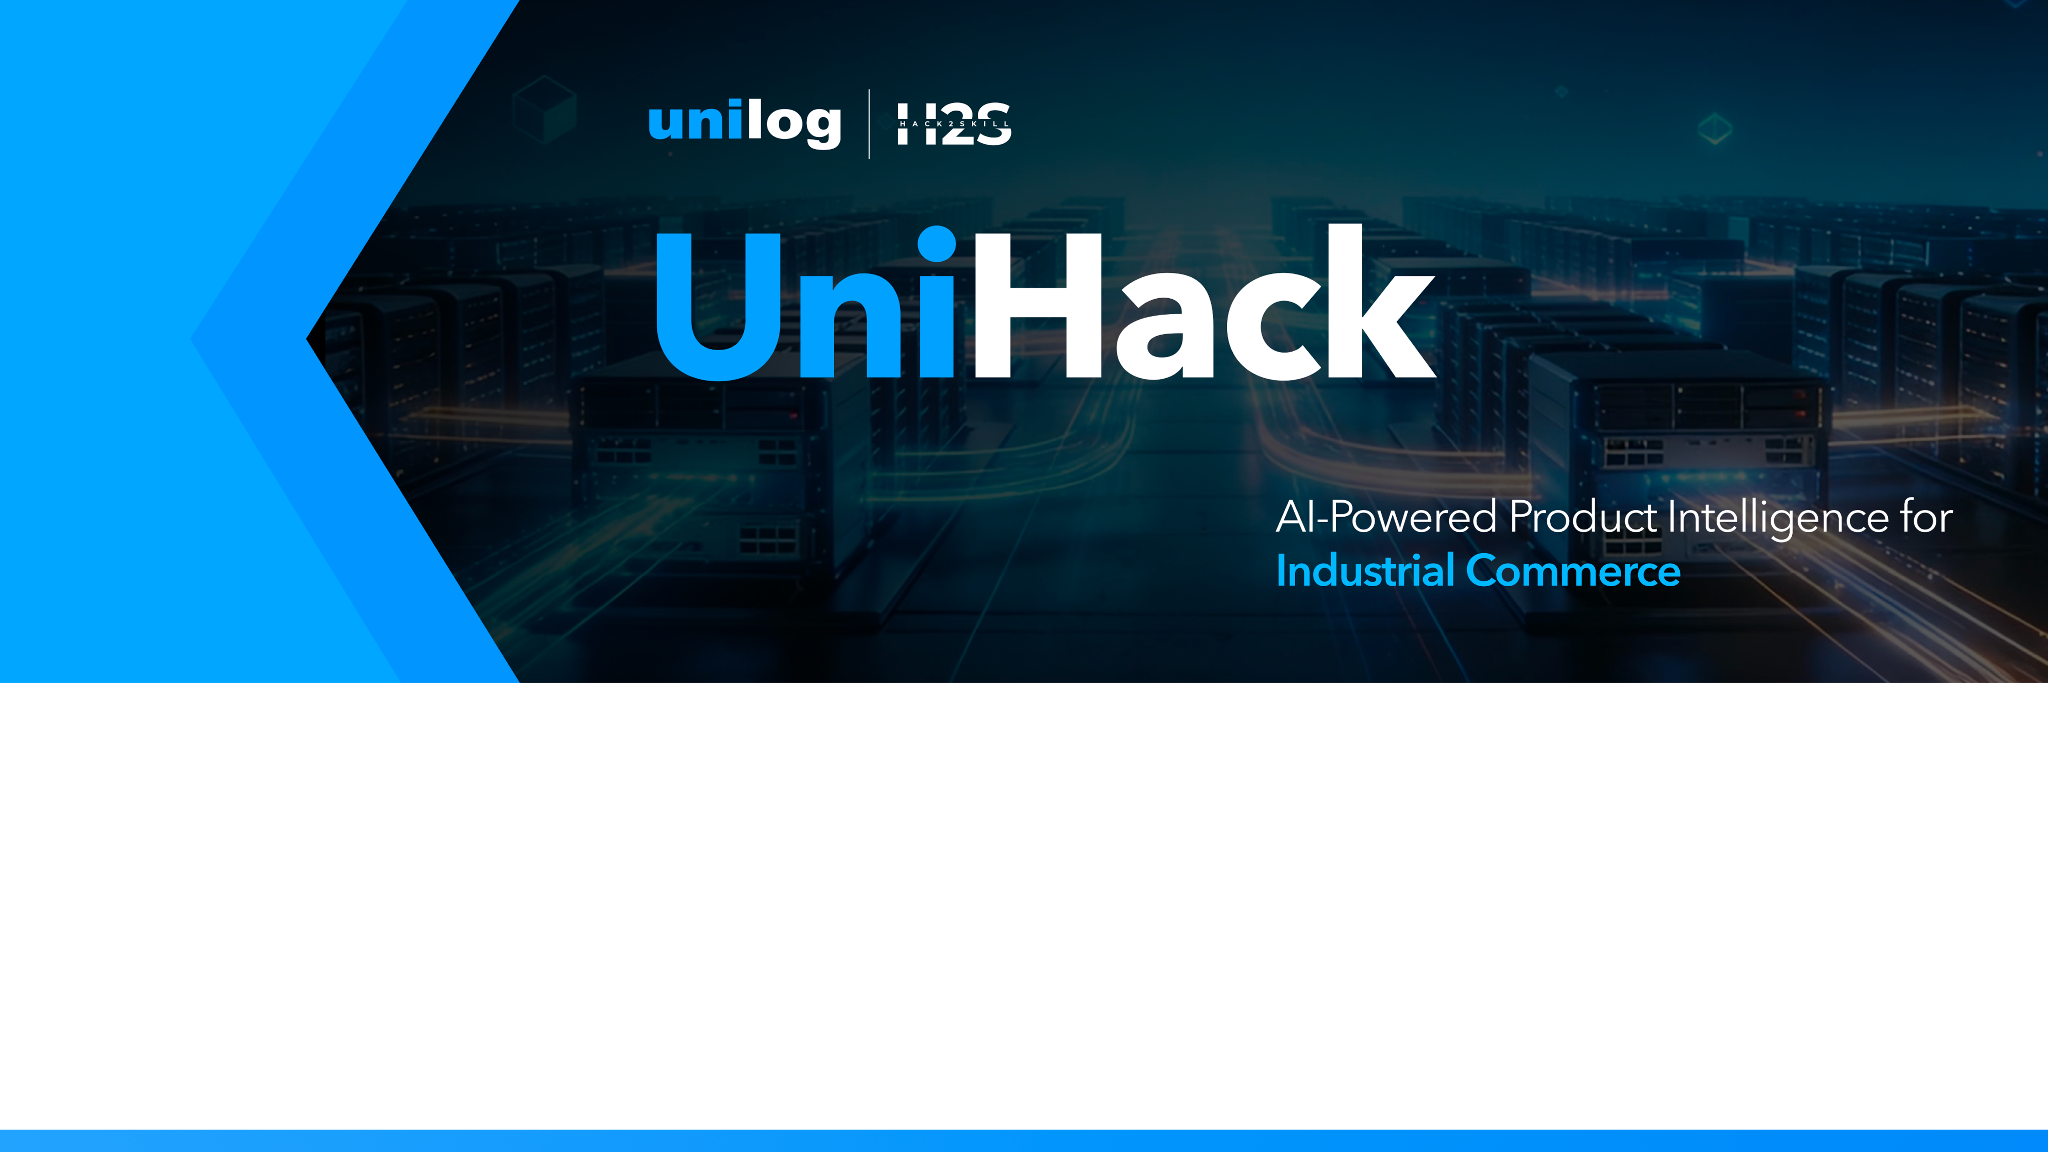 unilog
H2S
HACK2SKILL
UniHack
AI-Powered Product Intelligence for
Industrial Commerce